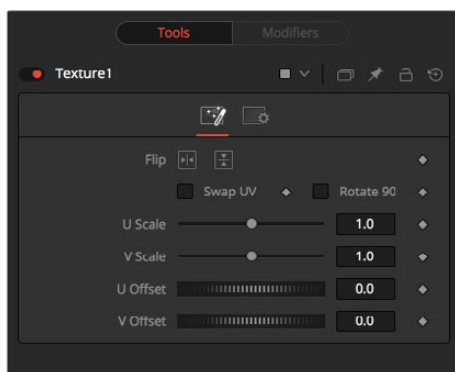 Tools Modifiers
Texture1
Flip
Swap UV Rotate 90
U Scale 1.0
V Scale 1.0
U Offset 0.0
V Offset 0.0